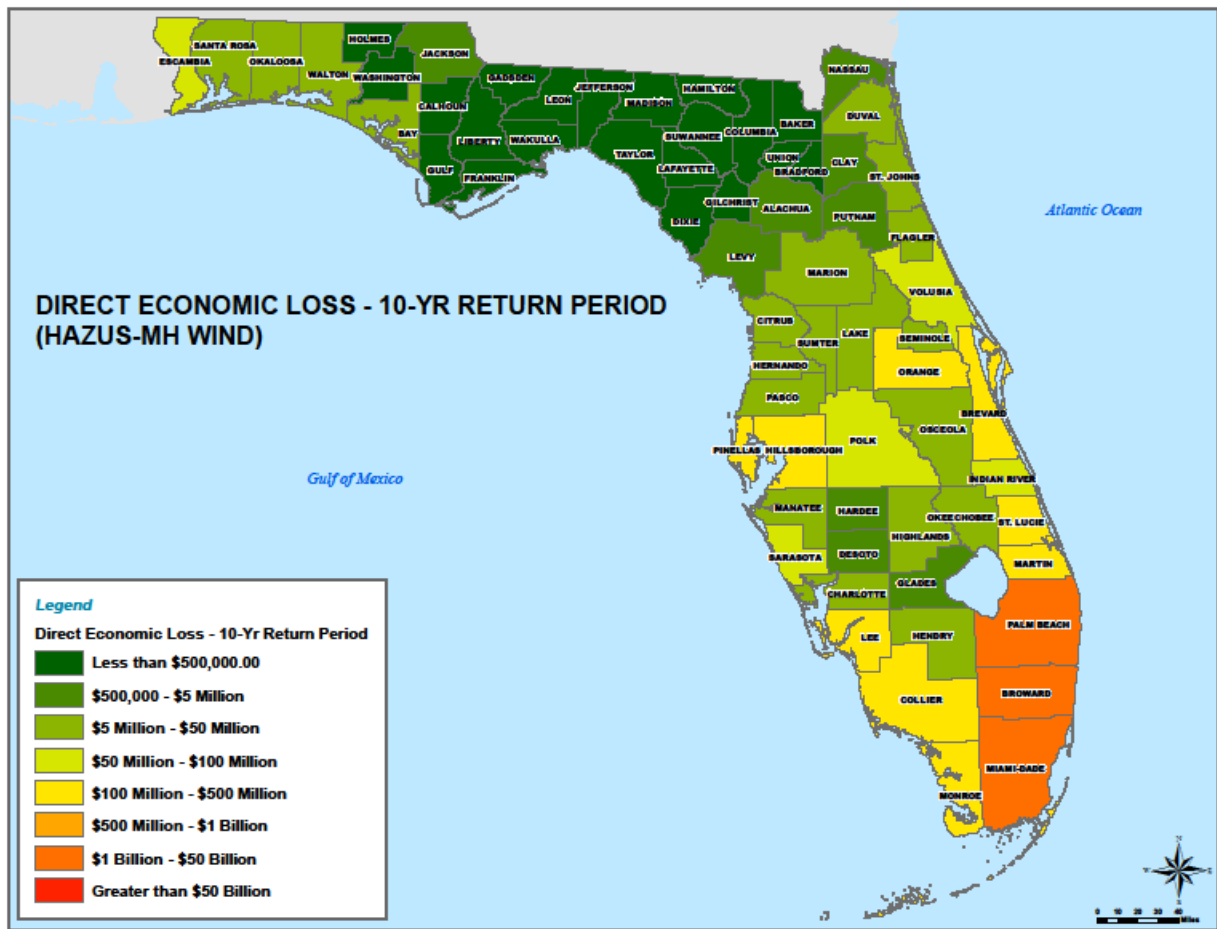 HOLMES
SANTA ROSA
JACKSON
ESCAMBIA
OKALOOSA
WALTON
WASHINGTON
GADSDEN
NASSAU
JEFFERSON
HAMILTON
LEON
MADISON
CALHOUN
DUVAL
BAKER
BAY
SUWANNEE
COLUMBIA
LIBERTY
WAKULLA
TAYLOR
UNION
CLAY
LAFAYETTE
BRADFORD
GULF
FRANKLIN
ST. JOHNS
GILCHRIST
ALACHUA
Atlantic Ocean
PUTNAM
DIXIE
FLAGLER
LEVY
MARION
VOLUSIA
DIRECT ECONOMIC LOSS - 10-YR RETURN PERIOD
(HAZUS-MH WIND)
CITRUS
LAKE
SEMINOLE
SUMTER
HERNANDO
ORANGE
PASCO
BREVARD
OSCEOLA
POLK
PINELLAS
HILLSBOROUGH
Gulf of Mexico
INDIAN RIVER
MANATEE
HARDEE
OKEECHOBEE
ST. LUCIE
HIGHLANDS
SARASOTA
DESOTO
MARTIN
GLADES
CHARLOTTE
PALM BEACH
LEE
HENDRY
BROWARD
COLLIER
MIAMI-DADE
MONROE
Legend
Direct Economic Loss - 10-Yr Return Period
Less than $500,000.00
$500,000 - $5 Million
$5 Million - $50 Million
$50 Million - $100 Million
$100 Million - $500 Million
$500 Million - $1 Billion
$1 Billion - $50 Billion
Greater than $50 Billion
N
W E
S
0 10 20 30 40
Miles